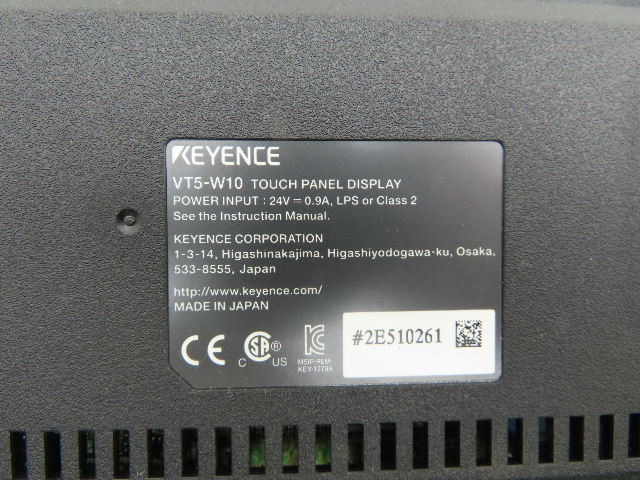 KEYENCE
VT5-W10 TOUCH PANEL DISPLAY
POWER INPUT : 24V⎓0.9A, LPS or Class 2
See the Instruction Manual.
KEYENCE CORPORATION
1-3-14, Higashinakajima, Higashiyodogawa-ku, Osaka,
533-8555, Japan
http://www.keyence.com/
MADE IN JAPAN
CE
C SA ® US
MSIP-REM-
KEY-1279A
#2E510261